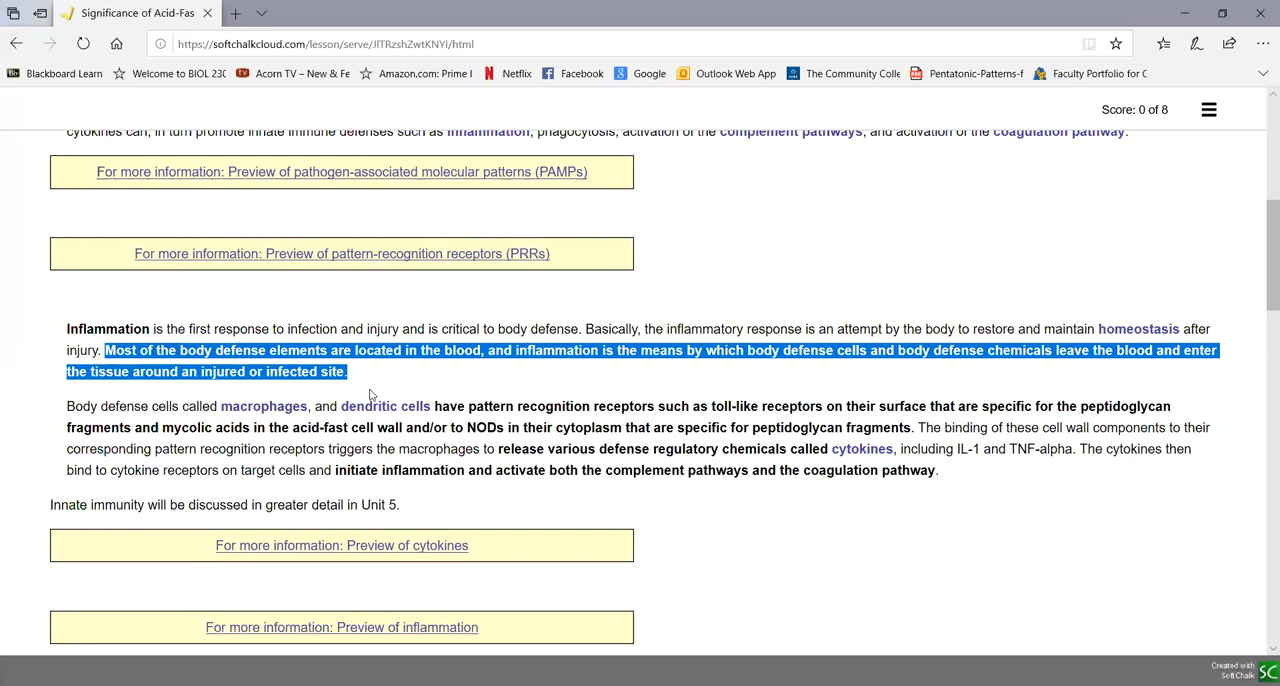 Significance of Acid-Fas
https://softchalkcloud.com/lesson/serve/JlTRzshZwtKNYI/html
Blackboard Learn Welcome to BIOL 230 Acorn TV – New & Fe Amazon.com: Prime I Netflix Facebook Google Outlook Web App The Community Colle Pentatonic-Patterns-f Faculty Portfolio for C
Score: 0 of 8
cytokines can, in turn promote innate immune defenses such as inflammation, phagocytosis, activation of the complement pathways, and activation of the coagulation pathway.
For more information: Preview of pathogen-associated molecular patterns (PAMPs)
For more information: Preview of pattern-recognition receptors (PRRs)
Inflammation is the first response to infection and injury and is critical to body defense. Basically, the inflammatory response is an attempt by the body to restore and maintain homeostasis after
injury. Most of the body defense elements are located in the blood, and inflammation is the means by which body defense cells and body defense chemicals leave the blood and enter
the tissue around an injured or infected site.
Body defense cells called macrophages, and dendritic cells have pattern recognition receptors such as toll-like receptors on their surface that are specific for the peptidoglycan
fragments and mycolic acids in the acid-fast cell wall and/or to NODs in their cytoplasm that are specific for peptidoglycan fragments. The binding of these cell wall components to their
corresponding pattern recognition receptors triggers the macrophages to release various defense regulatory chemicals called cytokines, including IL-1 and TNF-alpha. The cytokines then
bind to cytokine receptors on target cells and initiate inflammation and activate both the complement pathways and the coagulation pathway.
Innate immunity will be discussed in greater detail in Unit 5.
For more information: Preview of cytokines
For more information: Preview of inflammation
Created with
SoftChalk SC